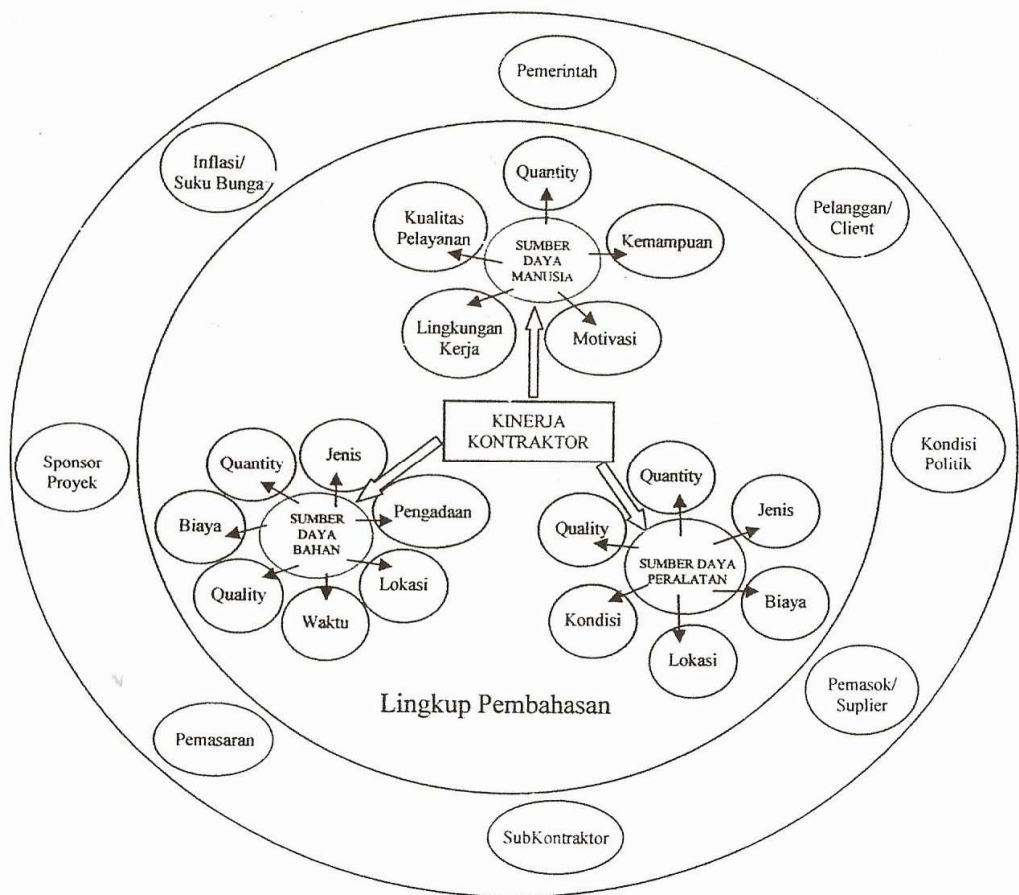 Pemerintah
Inflasi/
Suku Bunga
Pelanggan/
Client
Quantity
Kualitas
Pelayanan
SUMBER
DAYA
MANUSIA
Kemampuan
Lingkungan
Kerja
Motivasi
KINERJA
KONTRAKTOR
Sponsor
Proyek
Kondisi
Politik
Quantity
Jenis
Biaya
SUMBER
DAYA
BAHAN
Pengadaan
Quality
Waktu
Lokasi
Quantity
Jenis
Quality
SUMBER DAYA
PERALATAN
Kondisi
Biaya
Lokasi
Lingkup Pembahasan
Pemasok/
Suplier
Pemasaran
SubKontraktor